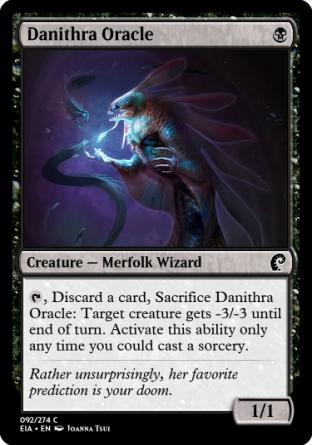 Danithra Oracle
Creature — Merfolk Wizard
, Discard a card, Sacrifice Danithra
Oracle: Target creature gets -3/-3 until
end of turn. Activate this ability only
any time you could cast a sorcery.
Rather unsurprisingly, her favorite
prediction is your doom.
1/1
092/274 C
EIA • EN Joanna Tsui